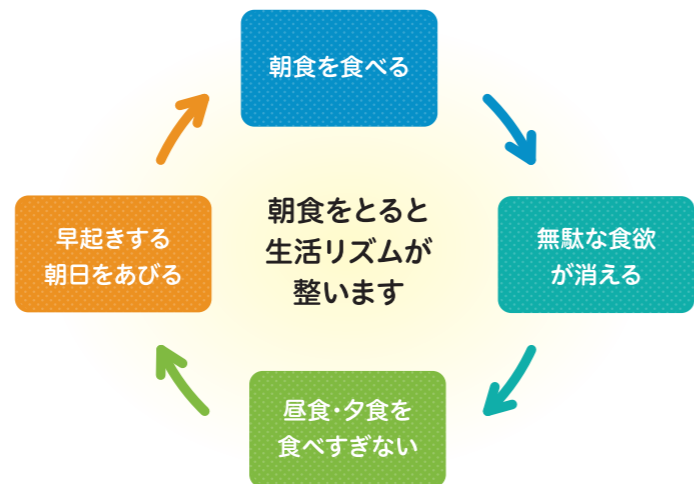 朝食を食べる
無駄な食欲
が消える
昼食・夕食を
食べすぎない
早起きする
朝日をあびる
朝食をとると
生活リズムが
整います